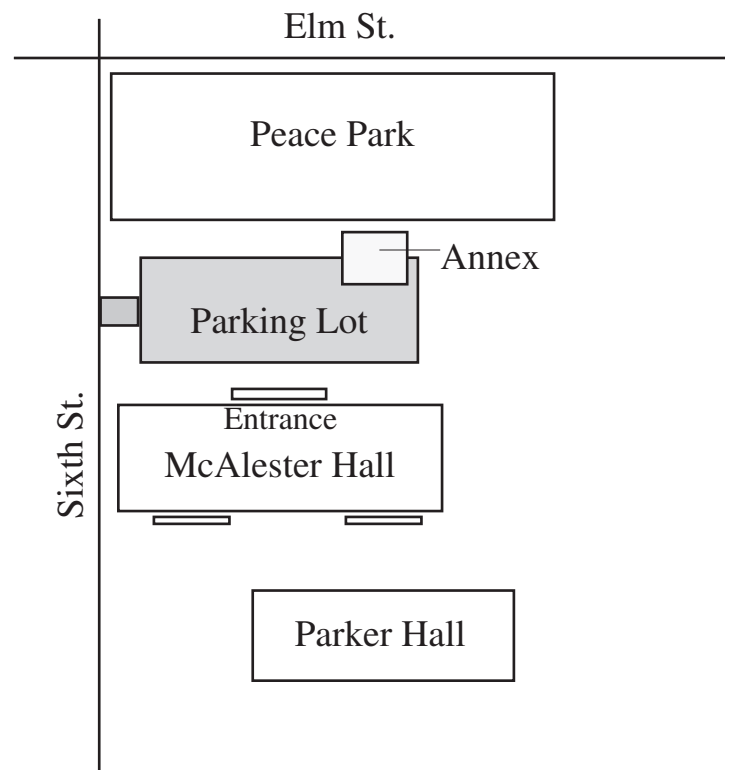 Elm St.
Peace Park
Annex
Parking Lot
Sixth St.
Entrance
McAlester Hall
Parker Hall